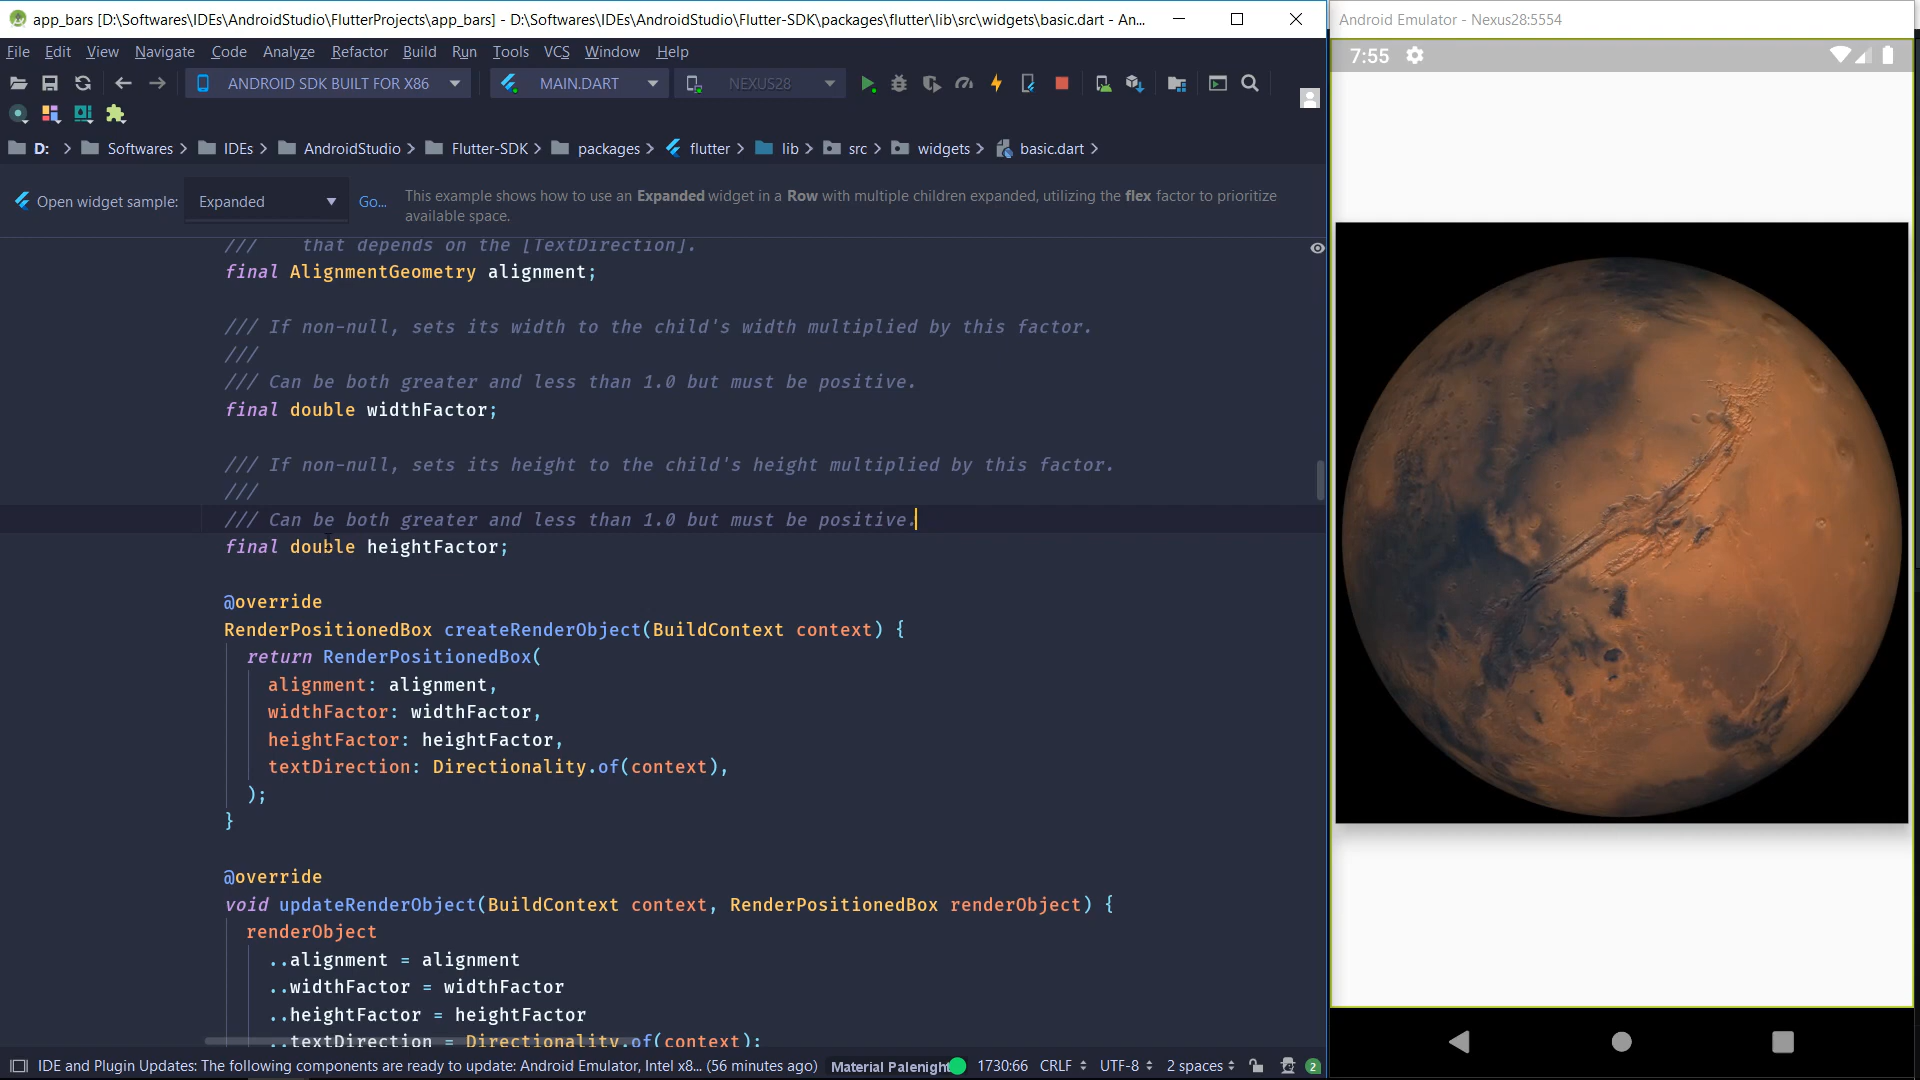 app_bars [D:\Softwares\IDEs\AndroidStudio\FlutterProjects\app_bars] - D:\Softwares\IDEs\AndroidStudio\Flutter-SDK\packages\flutter\lib\src\widgets\basic.dart - An...
Android Emulator - Nexus28:5554
File Edit View Navigate Code Analyze Refactor Build Run Tools VCS Window Help
7:55
ANDROID SDK BUILT FOR X86 MAIN.DART NEXUS28
D: Softwares IDEs AndroidStudio Flutter-SDK packages flutter lib src widgets basic.dart
Open widget sample: Expanded Go... This example shows how to use an Expanded widget in a Row with multiple children expanded, utilizing the flex factor to prioritize
available space.
/// that depends on the [TextDirection].
final AlignmentGeometry alignment;
/// If non-null, sets its width to the child's width multiplied by this factor.
///
/// Can be both greater and less than 1.0 but must be positive.
final double widthFactor;
/// If non-null, sets its height to the child's height multiplied by this factor.
///
/// Can be both greater and less than 1.0 but must be positive.
final double heightFactor;
@override
RenderPositionedBox createRenderObject(BuildContext context) {
return RenderPositionedBox(
alignment: alignment,
widthFactor: widthFactor,
heightFactor: heightFactor,
textDirection: Directionality.of(context),
);
}
@override
void updateRenderObject(BuildContext context, RenderPositionedBox renderObject) {
renderObject
..alignment = alignment
..widthFactor = widthFactor
..heightFactor = heightFactor
..textDirection = Directionality.of(context);
IDE and Plugin Updates: The following components are ready to update: Android Emulator, Intel x8... (56 minutes ago) Material Palenight 1730:66 CRLF UTF-8 2 spaces 2